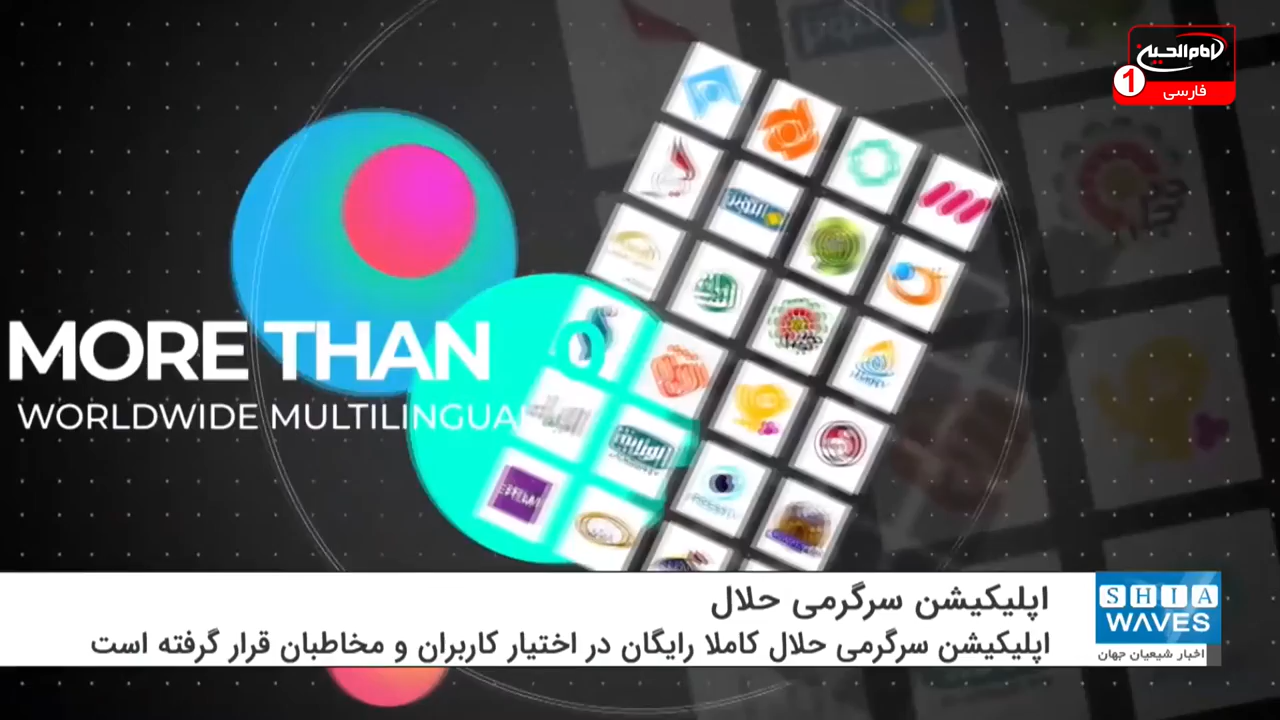 امام الحسین
1
فارسی
MORE THAN
WORLDWIDE MULTILINGUAL
اپلیکیشن سرگرمی حلال
اپلیکیشن سرگرمی حلال کاملا رایگان در اختیار کاربران و مخاطبان قرار گرفته است
SHIA
WAVES
اخبار شیعیان جهان